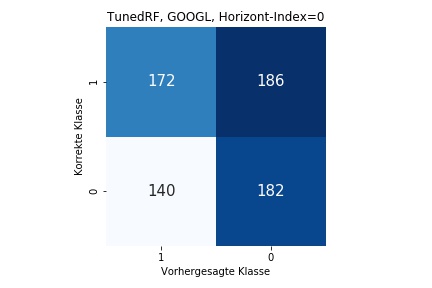 TunedRF, GOOGL, Horizont-Index=0
Korrekte Klasse
1
172
186
0
140
182
1
0
Vorhergesagte Klasse